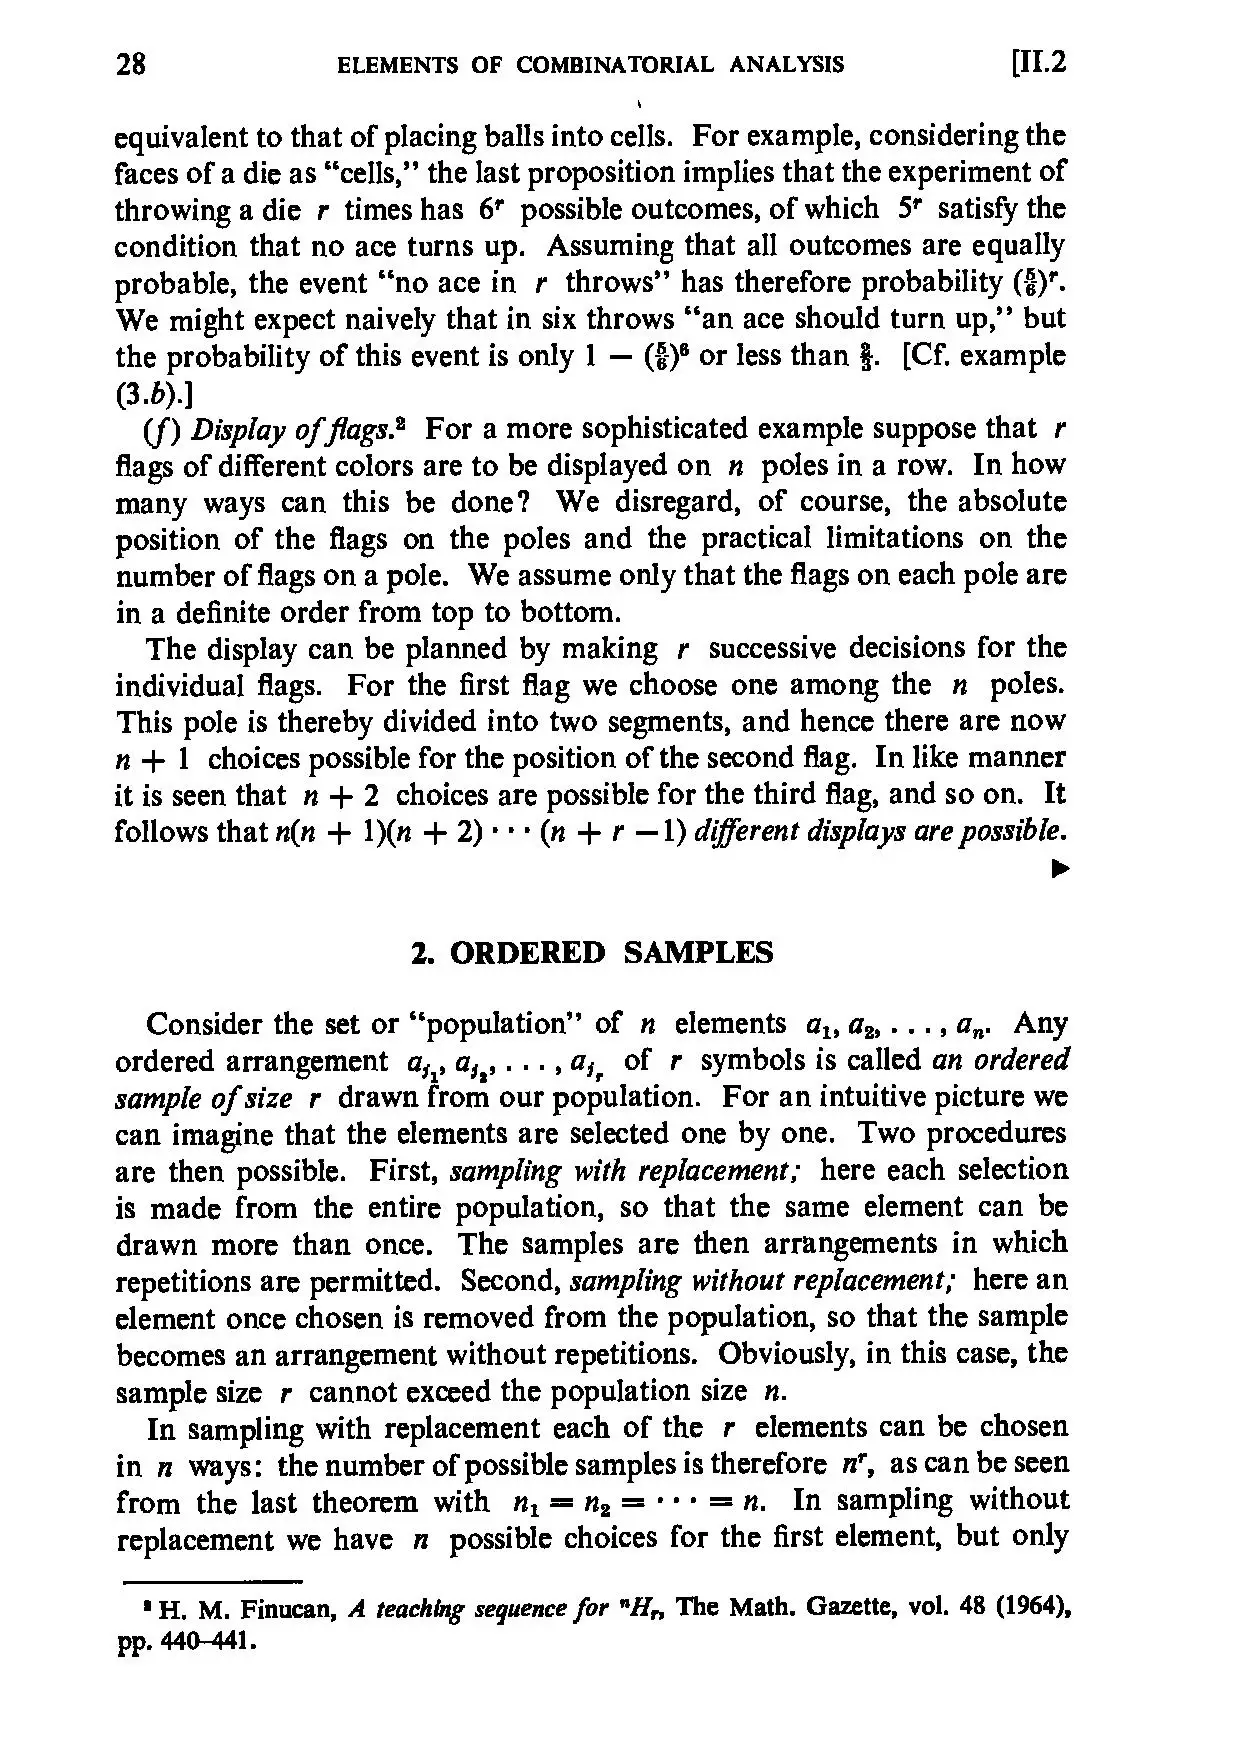 28 ELEMENTS OF COMBINATORIAL ANALYSIS [II.2
equivalent to that of placing balls into cells. For example, considering the
faces of a die as “cells,” the last proposition implies that the experiment of
throwing a die r times has 6ʳ possible outcomes, of which 5ʳ satisfy the
condition that no ace turns up. Assuming that all outcomes are equally
probable, the event “no ace in r throws” has therefore probability (5/6)ʳ.
We might expect naively that in six throws “an ace should turn up,” but
the probability of this event is only 1 − (5/6)⁶ or less than 2/3. [Cf. example
(3.b).]
(f) Display of flags.² For a more sophisticated example suppose that r
flags of different colors are to be displayed on n poles in a row. In how
many ways can this be done? We disregard, of course, the absolute
position of the flags on the poles and the practical limitations on the
number of flags on a pole. We assume only that the flags on each pole are
in a definite order from top to bottom.
The display can be planned by making r successive decisions for the
individual flags. For the first flag we choose one among the n poles.
This pole is thereby divided into two segments, and hence there are now
n + 1 choices possible for the position of the second flag. In like manner
it is seen that n + 2 choices are possible for the third flag, and so on. It
follows that n(n + 1)(n + 2) · · · (n + r − 1) different displays are possible.
▶
2. ORDERED SAMPLES
Consider the set or “population” of n elements a₁, a₂, . . . , aₙ. Any
ordered arrangement a_{j₁}, a_{j₂}, . . . , a_{jᵣ} of r symbols is called an ordered
sample of size r drawn from our population. For an intuitive picture we
can imagine that the elements are selected one by one. Two procedures
are then possible. First, sampling with replacement; here each selection
is made from the entire population, so that the same element can be
drawn more than once. The samples are then arrangements in which
repetitions are permitted. Second, sampling without replacement; here an
element once chosen is removed from the population, so that the sample
becomes an arrangement without repetitions. Obviously, in this case, the
sample size r cannot exceed the population size n.
In sampling with replacement each of the r elements can be chosen
in n ways: the number of possible samples is therefore nʳ, as can be seen
from the last theorem with n₁ = n₂ = · · · = n. In sampling without
replacement we have n possible choices for the first element, but only
² H. M. Finucan, A teaching sequence for ⁿHᵣ, The Math. Gazette, vol. 48 (1964),
pp. 440–441.